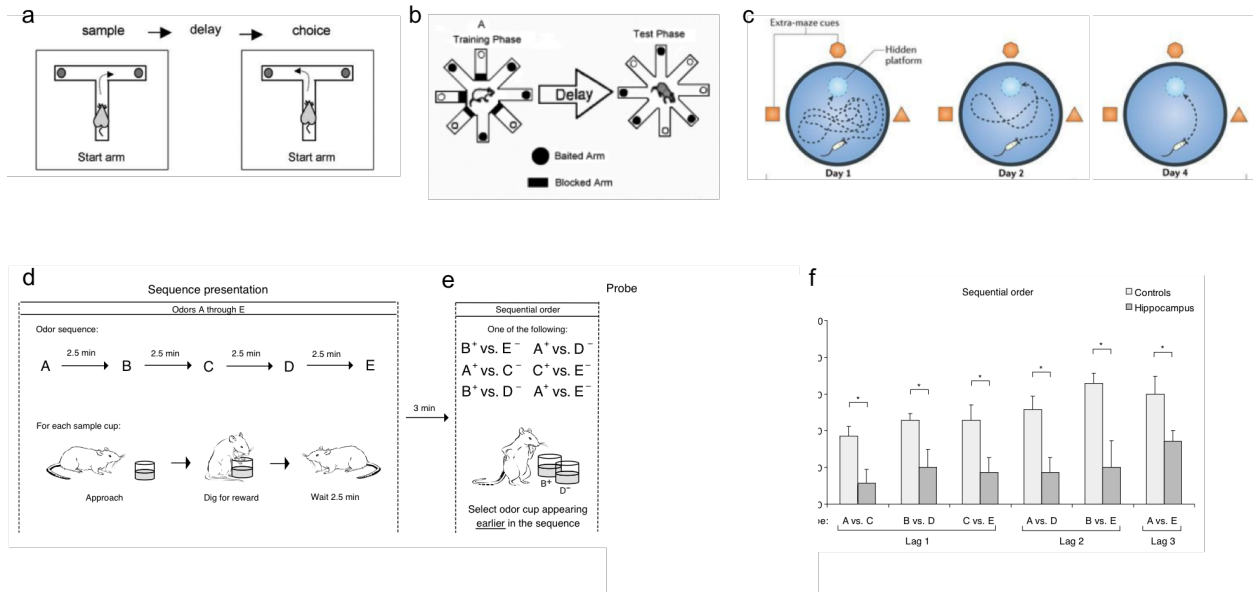 a
sample → delay → choice
Start arm
Start arm
b
A
Training Phase
Test Phase
Delay
Baited Arm
Blocked Arm
c
Extra-maze cues
Hidden
platform
Day 1
Day 2
Day 4
d
Sequence presentation
Odors A through E
Odor sequence:
2.5 min 2.5 min 2.5 min 2.5 min
A B C D E
For each sample cup:
Approach
Dig for reward
Wait 2.5 min
3 min
e
Probe
Sequential order
One of the following:
B+ vs. E− A+ vs. D−
A+ vs. C− C+ vs. E−
B+ vs. D− A+ vs. E−
B+
D−
Select odor cup appearing
earlier in the sequence
f
Sequential order
Controls
Hippocampus
* * * * * *
A vs. C B vs. D C vs. E A vs. D B vs. E A vs. E
Lag 1 Lag 2 Lag 3